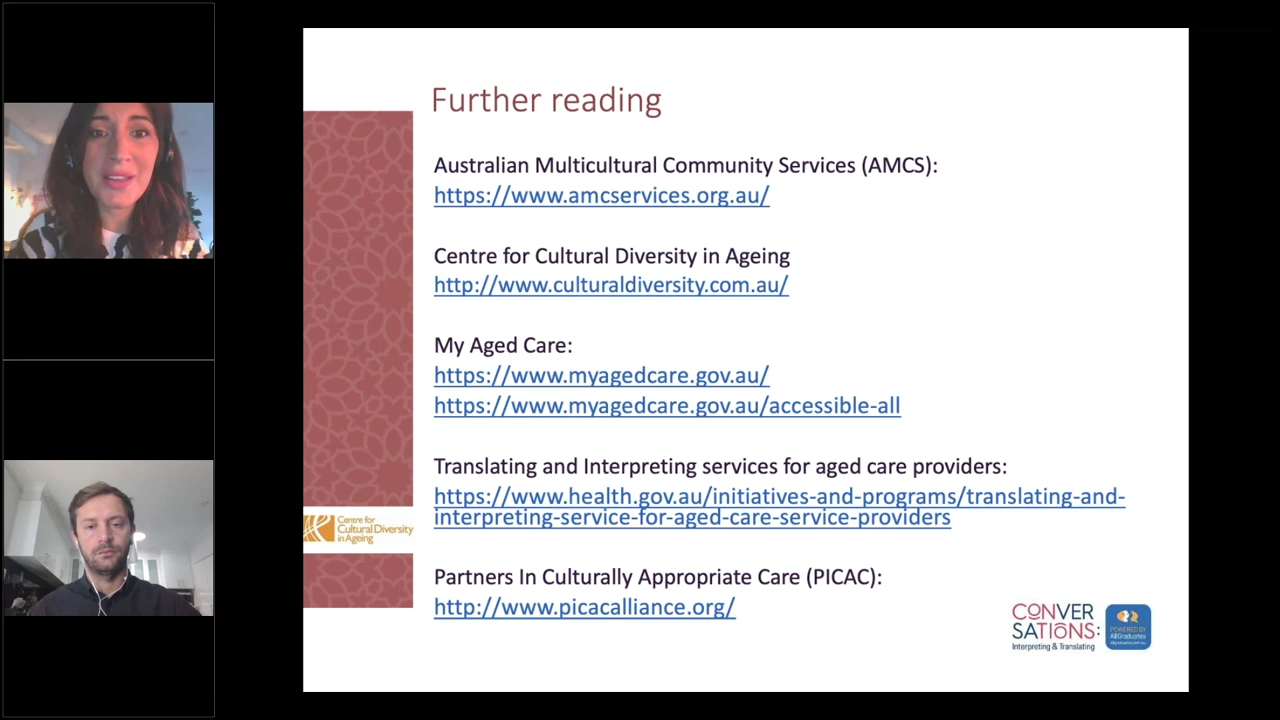 Further reading
Australian Multicultural Community Services (AMCS):
https://www.amcservices.org.au/
Centre for Cultural Diversity in Ageing
http://www.culturaldiversity.com.au/
My Aged Care:
https://www.myagedcare.gov.au/
https://www.myagedcare.gov.au/accessible-all
Translating and Interpreting services for aged care providers:
https://www.health.gov.au/initiatives-and-programs/translating-and-
interpreting-service-for-aged-care-service-providers
Centre for
Cultural Diversity
in Ageing
Partners In Culturally Appropriate Care (PICAC):
http://www.picacalliance.org/
CONVER
SATIONS:
Interpreting & Translating
POWERED BY
AllGraduates